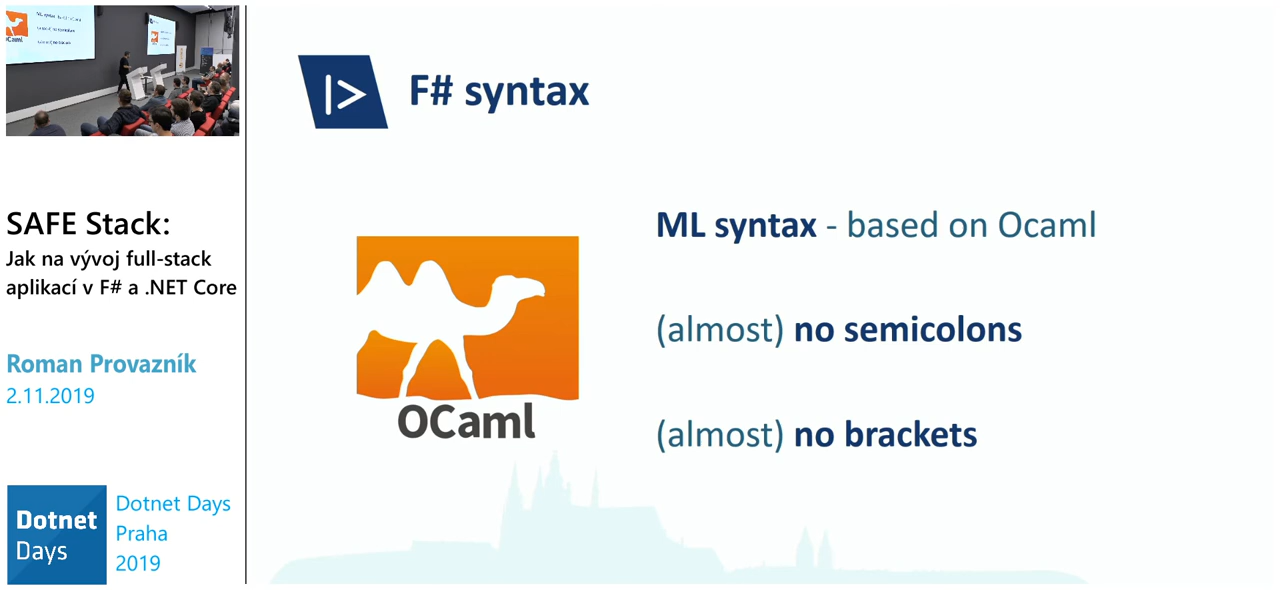 SAFE Stack:
Jak na vývoj full-stack
aplikací v F# a .NET Core
Roman Provazník
2.11.2019
Dotnet
Days
Dotnet Days
Praha
2019
|> F# syntax
OCaml
ML syntax - based on Ocaml
(almost) no semicolons
(almost) no brackets